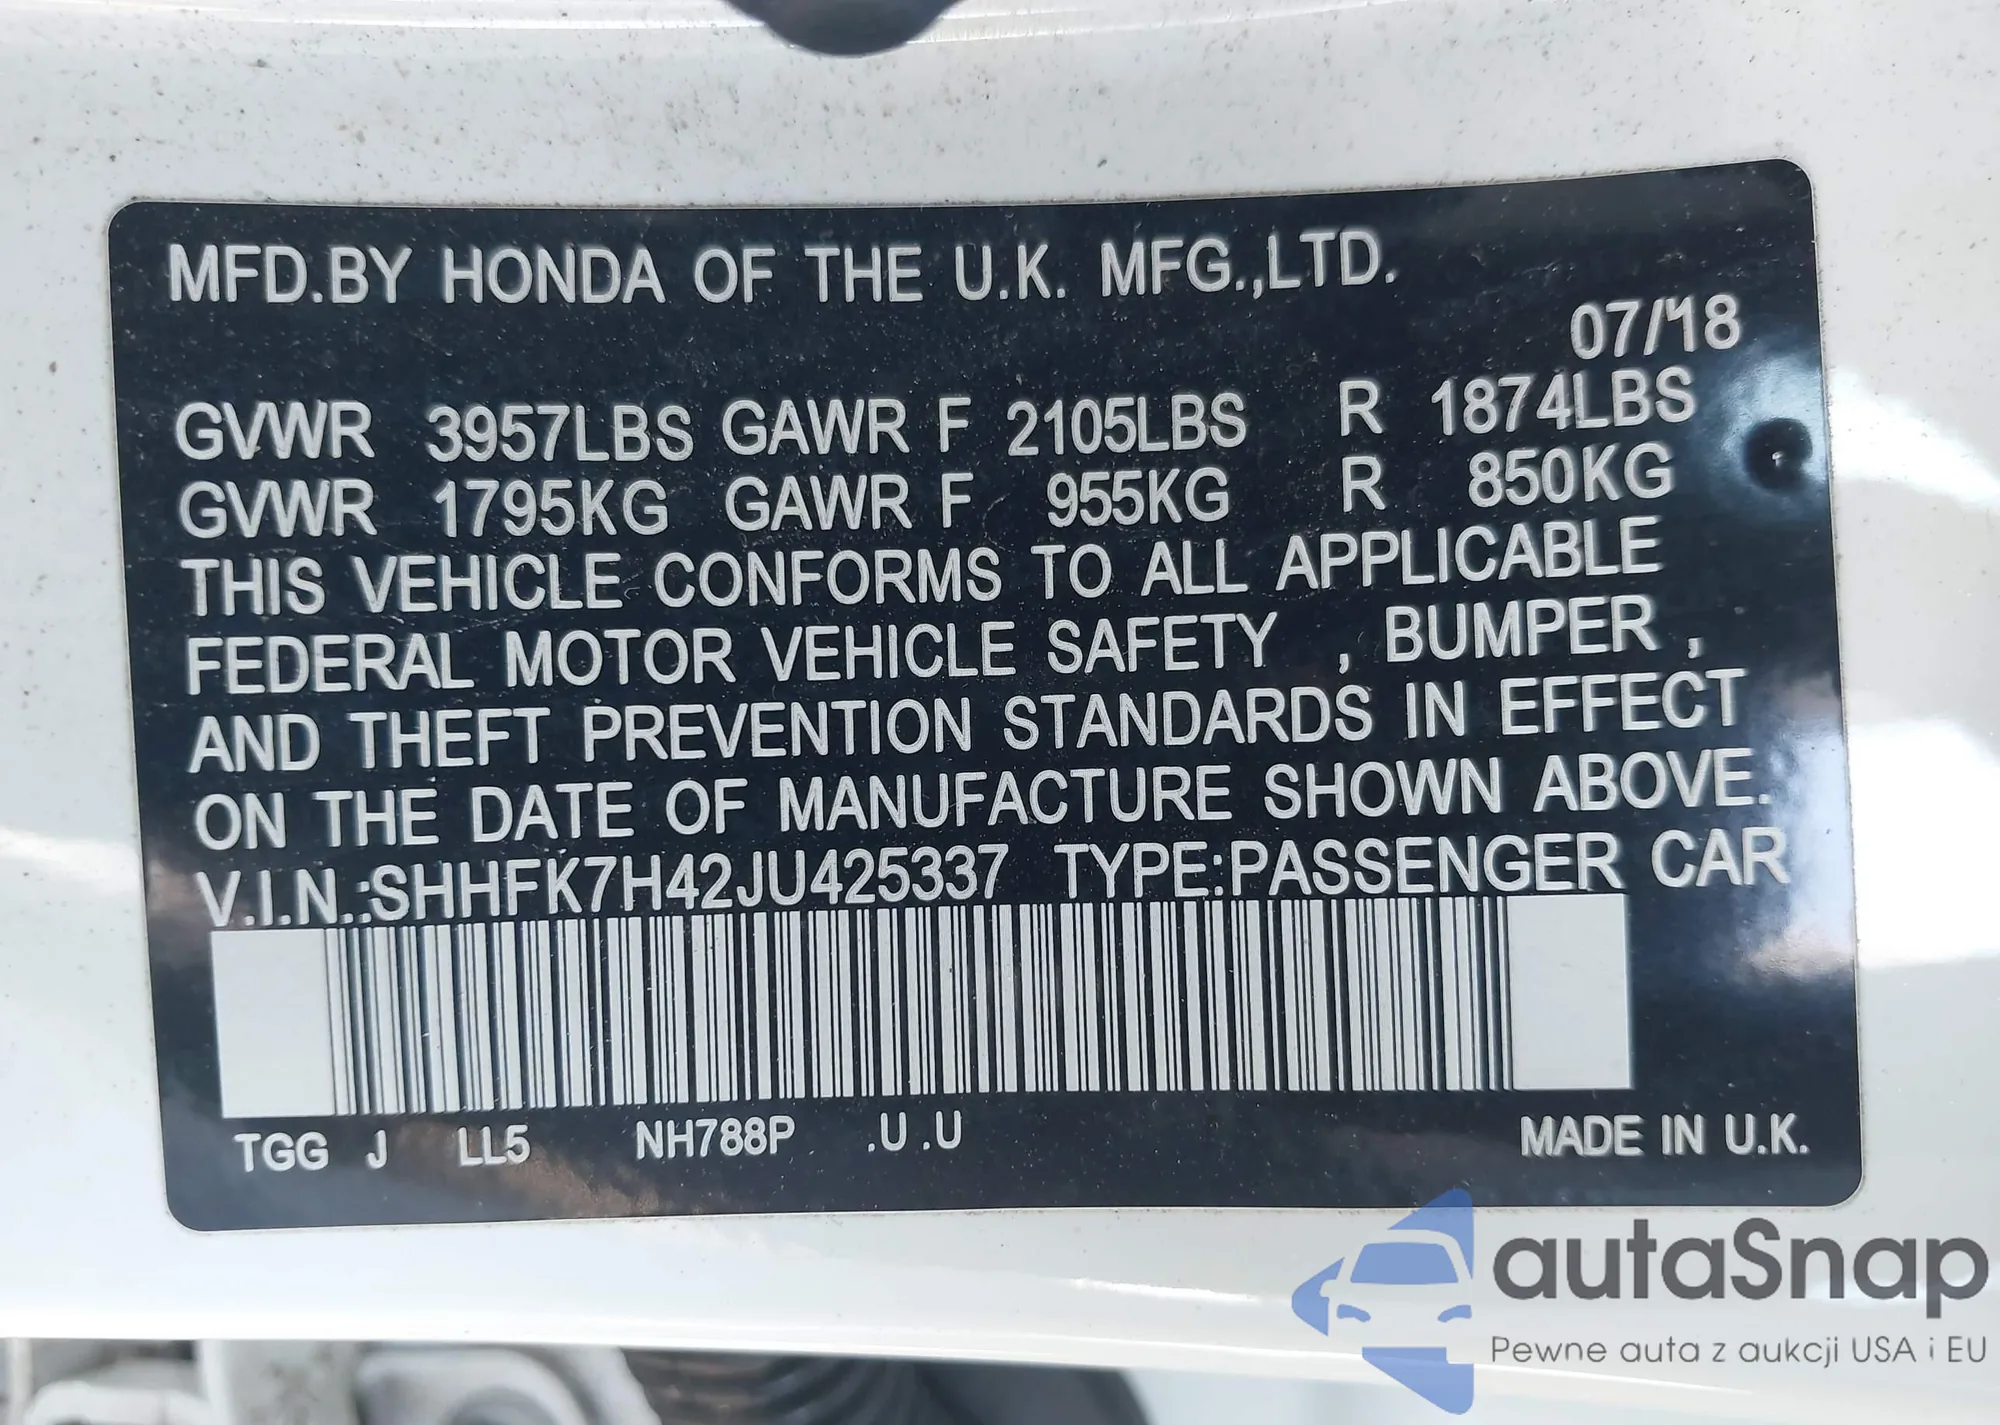 MFD.BY HONDA OF THE U.K. MFG.,LTD.
07/18
GVWR 3957LBS GAWR F 2105LBS R 1874LBS
GVWR 1795KG GAWR F 955KG R 850KG
THIS VEHICLE CONFORMS TO ALL APPLICABLE
FEDERAL MOTOR VEHICLE SAFETY , BUMPER ,
AND THEFT PREVENTION STANDARDS IN EFFECT
ON THE DATE OF MANUFACTURE SHOWN ABOVE.
V.I.N.:SHHFK7H42JU425337 TYPE:PASSENGER CAR
TGG J LL5 NH788P .U .U MADE IN U.K.
autaSnap
Pewne auta z aukcji USA i EU